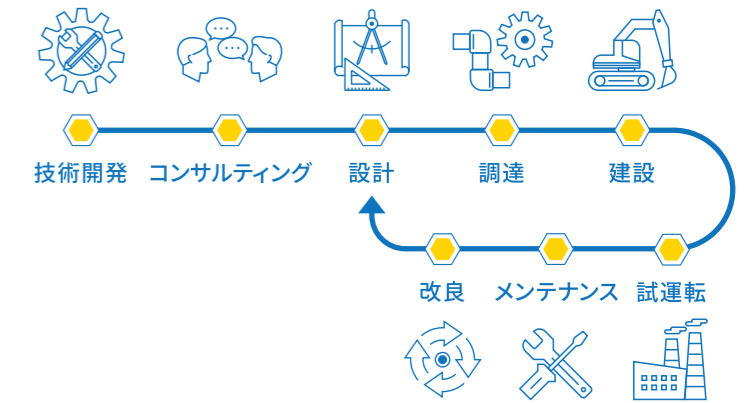 技術開発
コンサルティング
設計
調達
建設
改良
メンテナンス
試運転